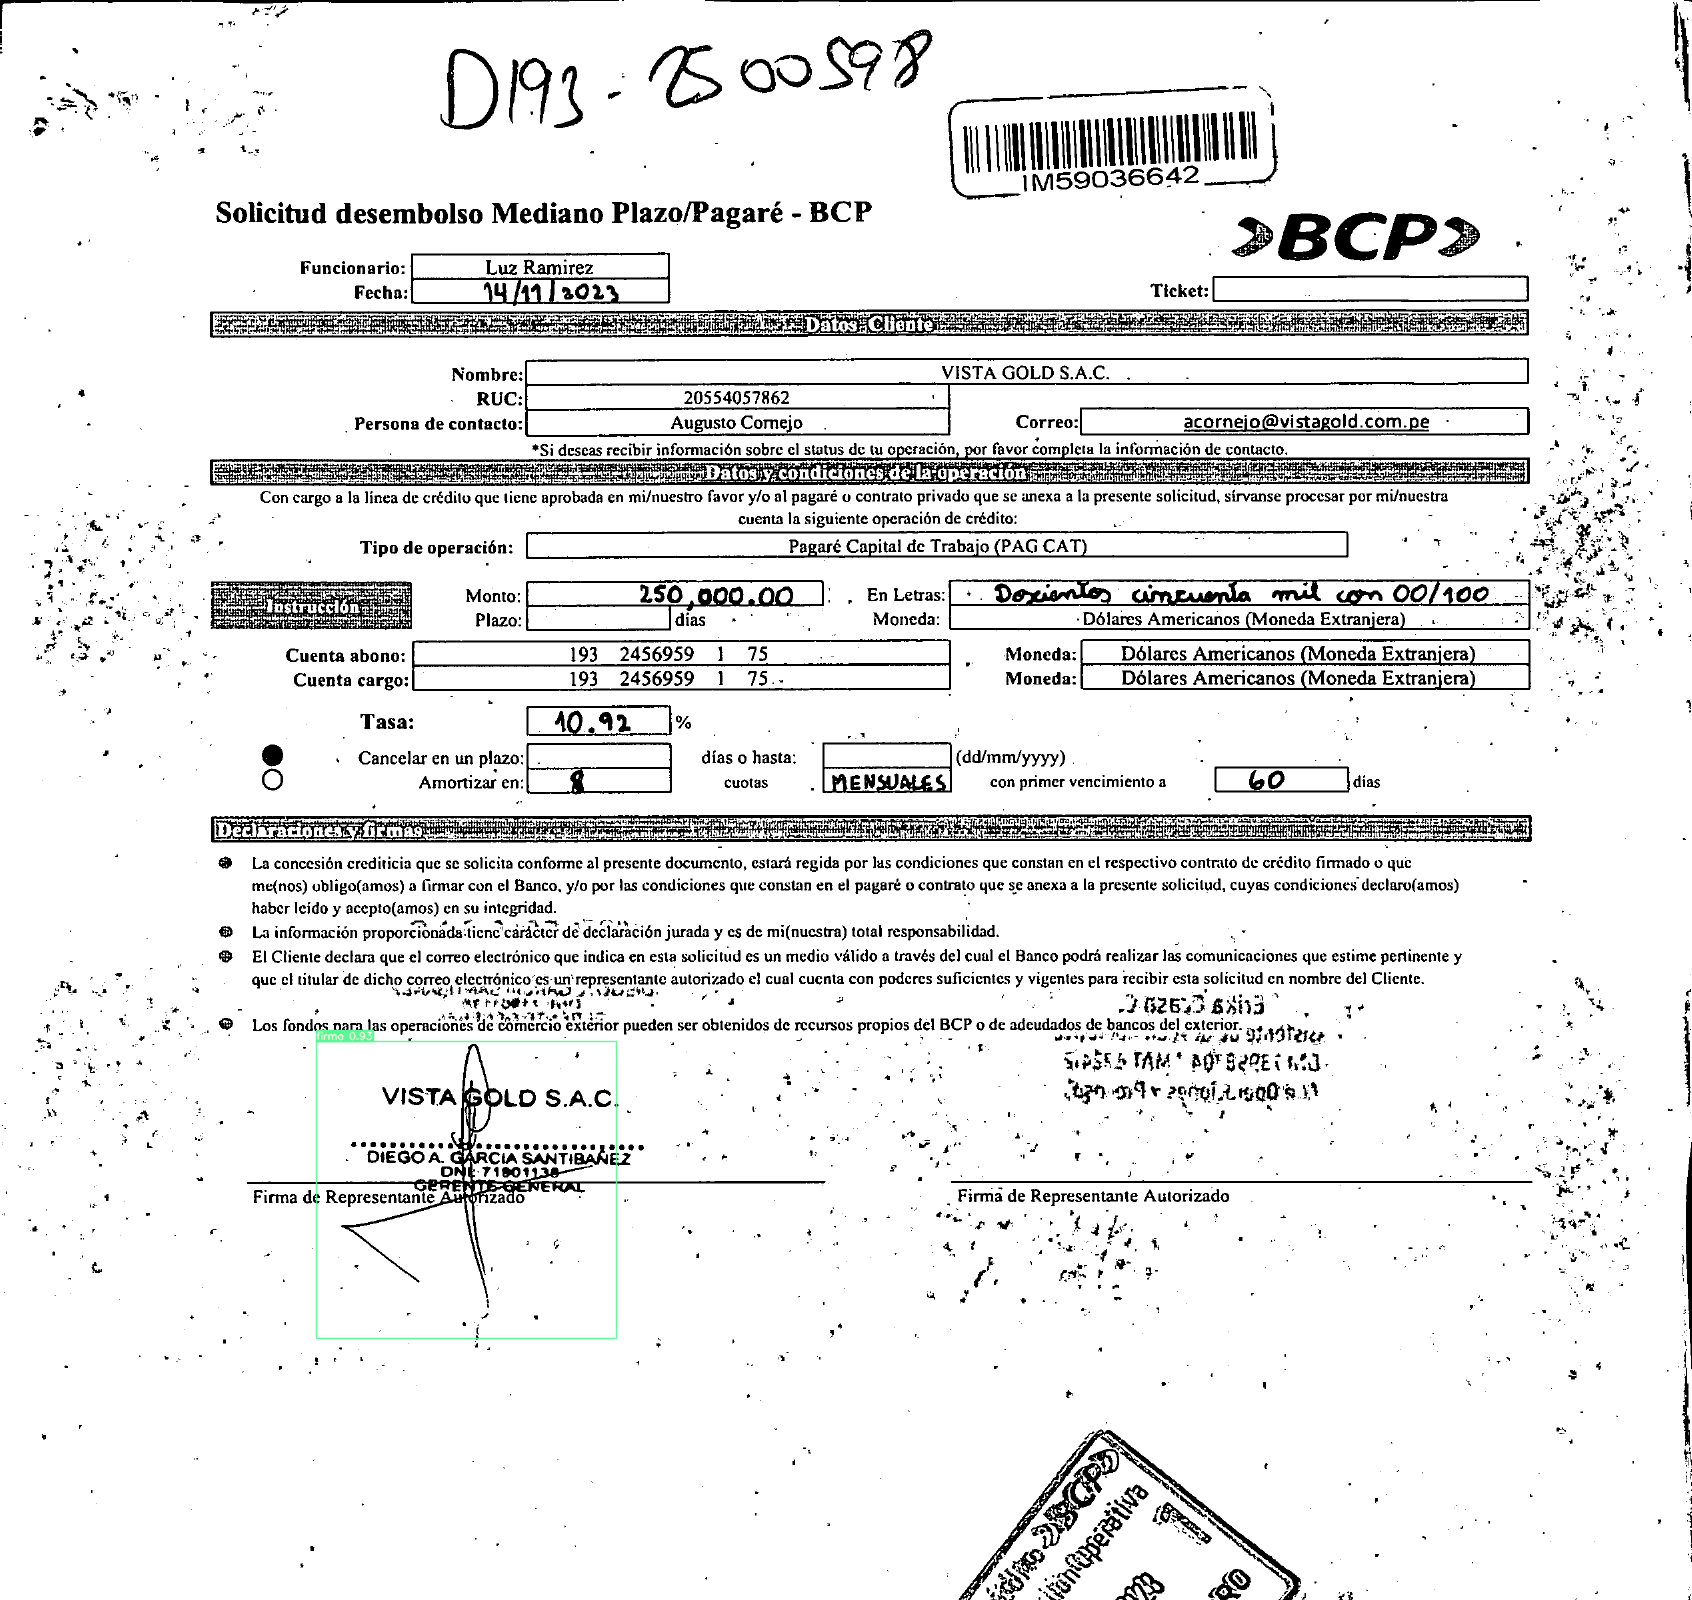 D193-2500598
IM59036642
Solicitud desembolso Mediano Plazo/Pagaré - BCP
BCP
Funcionario: Luz Ramirez
Fecha: 14/11/2023
Ticket:
Datos Cliente
Nombre: VISTA GOLD S.A.C.
RUC: 20554057862
Persona de contacto: Augusto Cornejo Correo: acornejo@vistagold.com.pe
*Si deseas recibir información sobre el status de tu operación, por favor completa la información de contacto.
Datos y condiciones de la operación
Con cargo a la línea de crédito que tiene aprobada en mi/nuestro favor y/o al pagaré o contrato privado que se anexa a la presente solicitud, sírvanse procesar por mi/nuestra
cuenta la siguiente operación de crédito:
Tipo de operación: Pagaré Capital de Trabajo (PAG CAT)
Instrucción
Monto: 250,000.00 En Letras: Doxientos cincuenta mil con 00/100
Plazo: días Moneda: Dólares Americanos (Moneda Extranjera)
Cuenta abono: 193 2456959 1 75 Moneda: Dólares Americanos (Moneda Extranjera)
Cuenta cargo: 193 2456959 1 75 Moneda: Dólares Americanos (Moneda Extranjera)
Tasa: 10.92 %
Cancelar en un plazo: días o hasta: (dd/mm/yyyy)
Amortizar en: 8 cuotas MENSUALES con primer vencimiento a 60 días
Declaraciones y firmas
La concesión crediticia que se solicita conforme al presente documento, estará regida por las condiciones que constan en el respectivo contrato de crédito firmado o que
me(nos) obligo(amos) a firmar con el Banco, y/o por las condiciones que constan en el pagaré o contrato que se anexa a la presente solicitud, cuyas condiciones declaro(amos)
haber leído y acepto(amos) en su integridad.
La información proporcionada tiene carácter de declaración jurada y es de mi(nuestra) total responsabilidad.
El Cliente declara que el correo electrónico que indica en esta solicitud es un medio válido a través del cual el Banco podrá realizar las comunicaciones que estime pertinente y
que el titular de dicho correo electrónico es un representante autorizado el cual cuenta con poderes suficientes y vigentes para recibir esta solicitud en nombre del Cliente.
Los fondos para las operaciones de comercio exterior pueden ser obtenidos de recursos propios del BCP o de adeudados de bancos del exterior.
firma 0.93
VISTA GOLD S.A.C.
DIEGO A. GARCIA SANTIBAÑEZ
DNI: 71801138
GERENTE GENERAL
Firma de Representante Autorizado
Firma de Representante Autorizado
BCP
Operativa